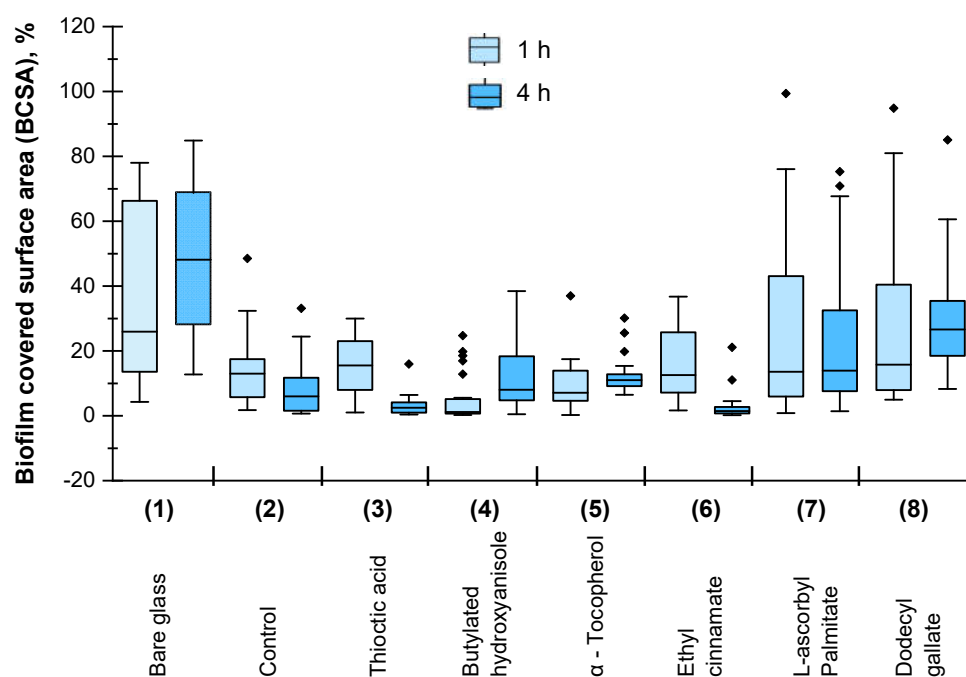 Biofilm covered surface area (BCSA), %
120
100
80
60
40
20
0
-20
1 h
4 h
(1)
(2)
(3)
(4)
(5)
(6)
(7)
(8)
Bare glass
Control
Thioctic acid
Butylated
hydroxyanisole
α - Tocopherol
Ethyl
cinnamate
L-ascorbyl
Palmitate
Dodecyl
gallate